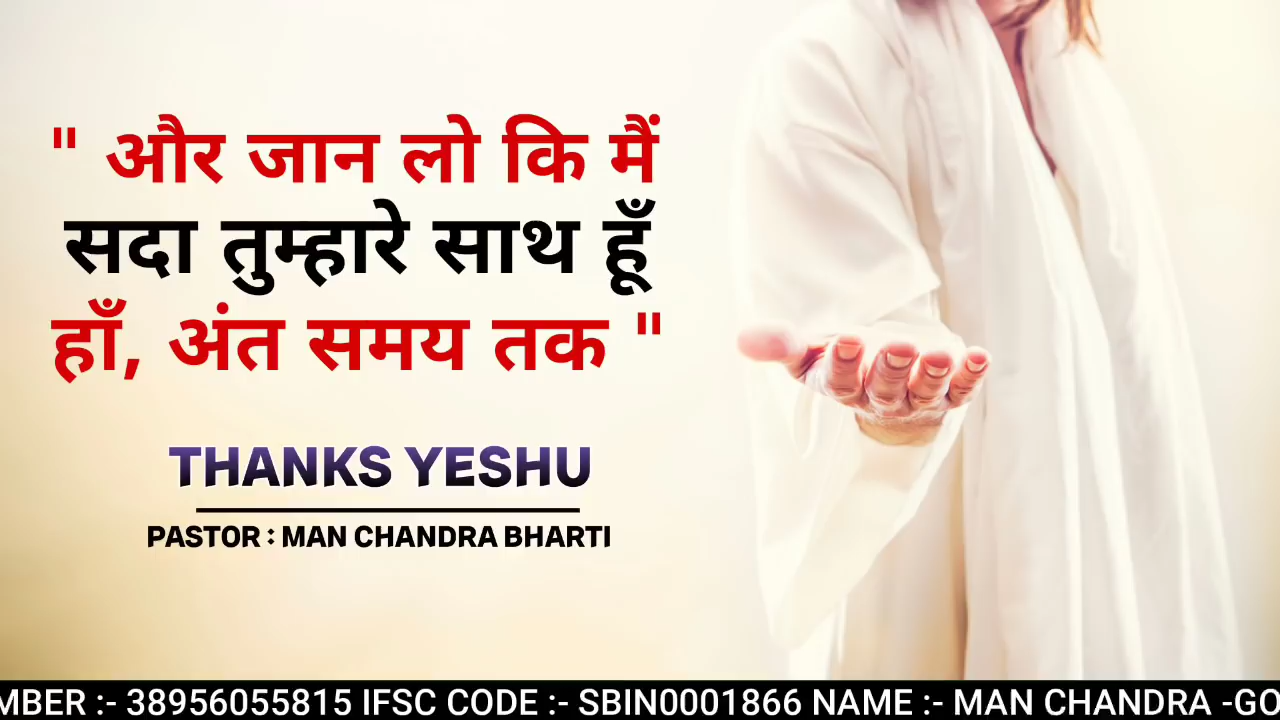 " और जान लो कि मैं
सदा तुम्हारे साथ हूँ
हाँ, अंत समय तक "
THANKS YESHU
PASTOR : MAN CHANDRA BHARTI
MBER :- 38956055815 IFSC CODE :- SBIN0001866 NAME :- MAN CHANDRA -GO